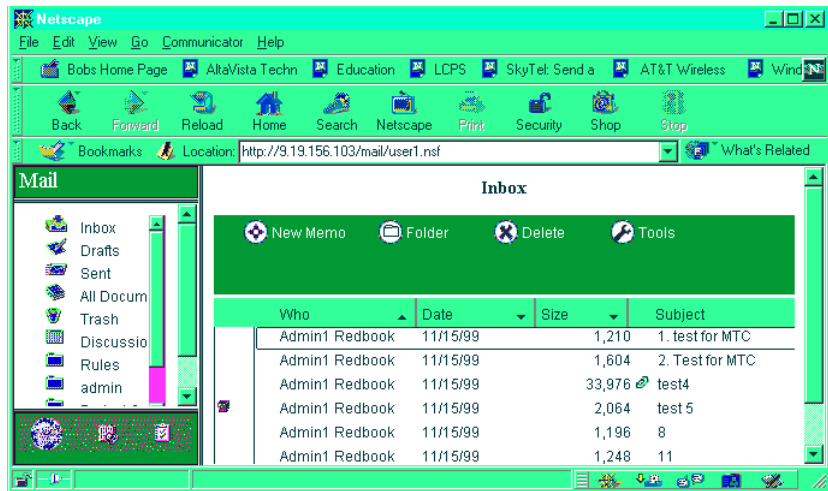 Netscape
File Edit View Go Communicator Help
Bobs Home Page AltaVista Techn Education LCPS SkyTel: Send a AT&T Wireless Wind
Back Forward Reload Home Search Netscape Print Security Shop Stop
Bookmarks Location: http://9.19.156.103/mail/user1.nsf What's Related
Mail
Inbox
Drafts
Sent
All Docum
Trash
Discussio
Rules
admin
Inbox
New Memo Folder Delete Tools
Who Date Size Subject
Admin1 Redbook 11/15/99 1,210 1. test for MTC
Admin1 Redbook 11/15/99 1,604 2. Test for MTC
Admin1 Redbook 11/15/99 33,976 test4
Admin1 Redbook 11/15/99 2,064 test 5
Admin1 Redbook 11/15/99 1,196 8
Admin1 Redbook 11/15/99 1,248 11